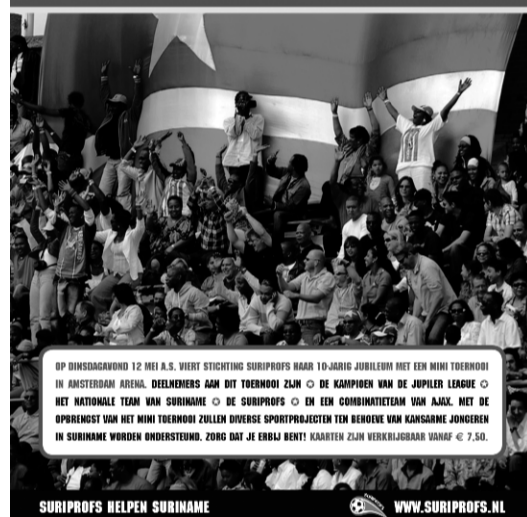 OP DINSDAGAVOND 12 MEI A.S. VIERT STICHTING SURIPROFS HAAR 10-JARIG JUBILEUM MET EEN MINI TOERNOOI
IN AMSTERDAM ARENA. DEELNEMERS AAN DIT TOERNOOI ZIJN ✪ DE KAMPIOEN VAN DE JUPILER LEAGUE ✪
HET NATIONALE TEAM VAN SURINAME ✪ DE SURIPROFS ✪ EN EEN COMBINATIETEAM VAN AJAX. MET DE
OPBRENGST VAN HET MINI TOERNOOI ZULLEN DIVERSE SPORTPROJECTEN TEN BEHOEVE VAN KANSARME JONGEREN
IN SURINAME WORDEN ONDERSTEUND. ZORG DAT JE ERBIJ BENT! KAARTEN ZIJN VERKRIJGBAAR VANAF € 7,50.
SURIPROFS HELPEN SURINAME
WWW.SURIPROFS.NL